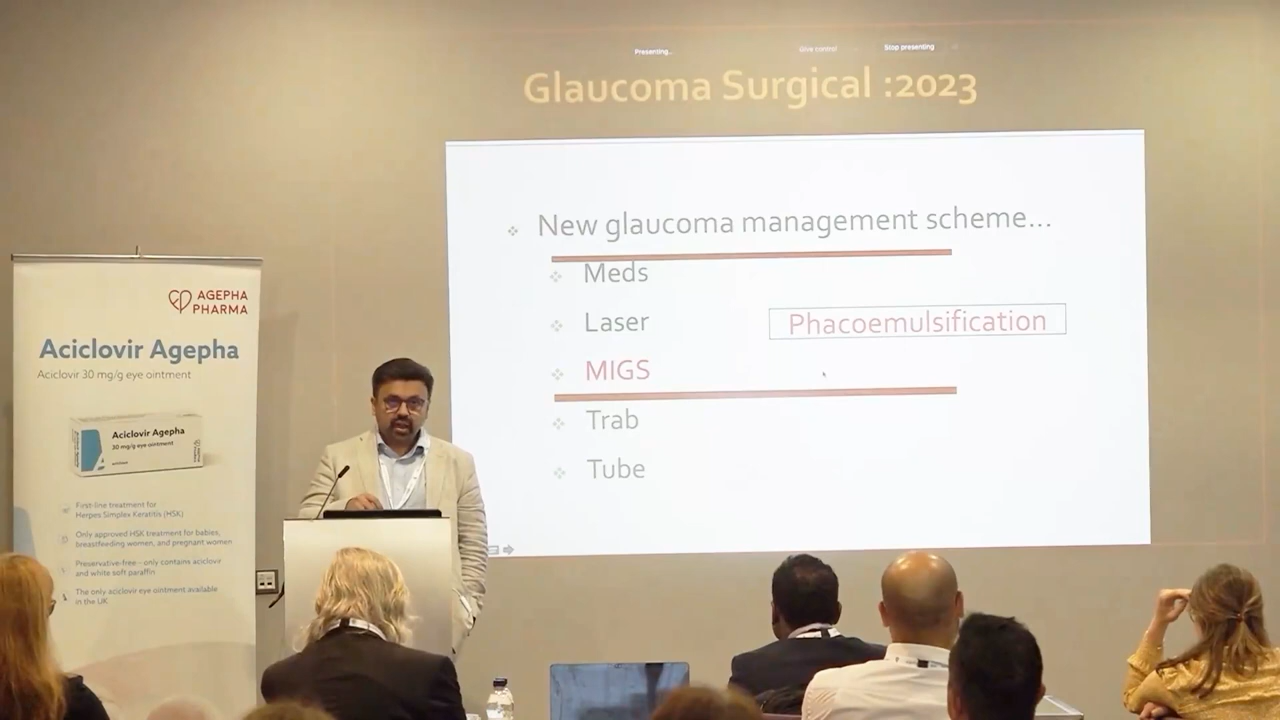 Presenting...
Give control
Stop presenting
Glaucoma Surgical :2023
New glaucoma management scheme...
Meds
Laser
Phacoemulsification
MIGS
Trab
Tube
AGEPHA
PHARMA
Aciclovir Agepha
Aciclovir 30 mg/g eye ointment
Aciclovir Agepha
30 mg/g eye ointment
First-line treatment for
Herpes Simplex Keratitis (HSK)
Only approved HSK treatment for babies,
breastfeeding women, and pregnant women
Preservative-free - only contains aciclovir
and white soft paraffin
The only aciclovir eye ointment available
in the UK